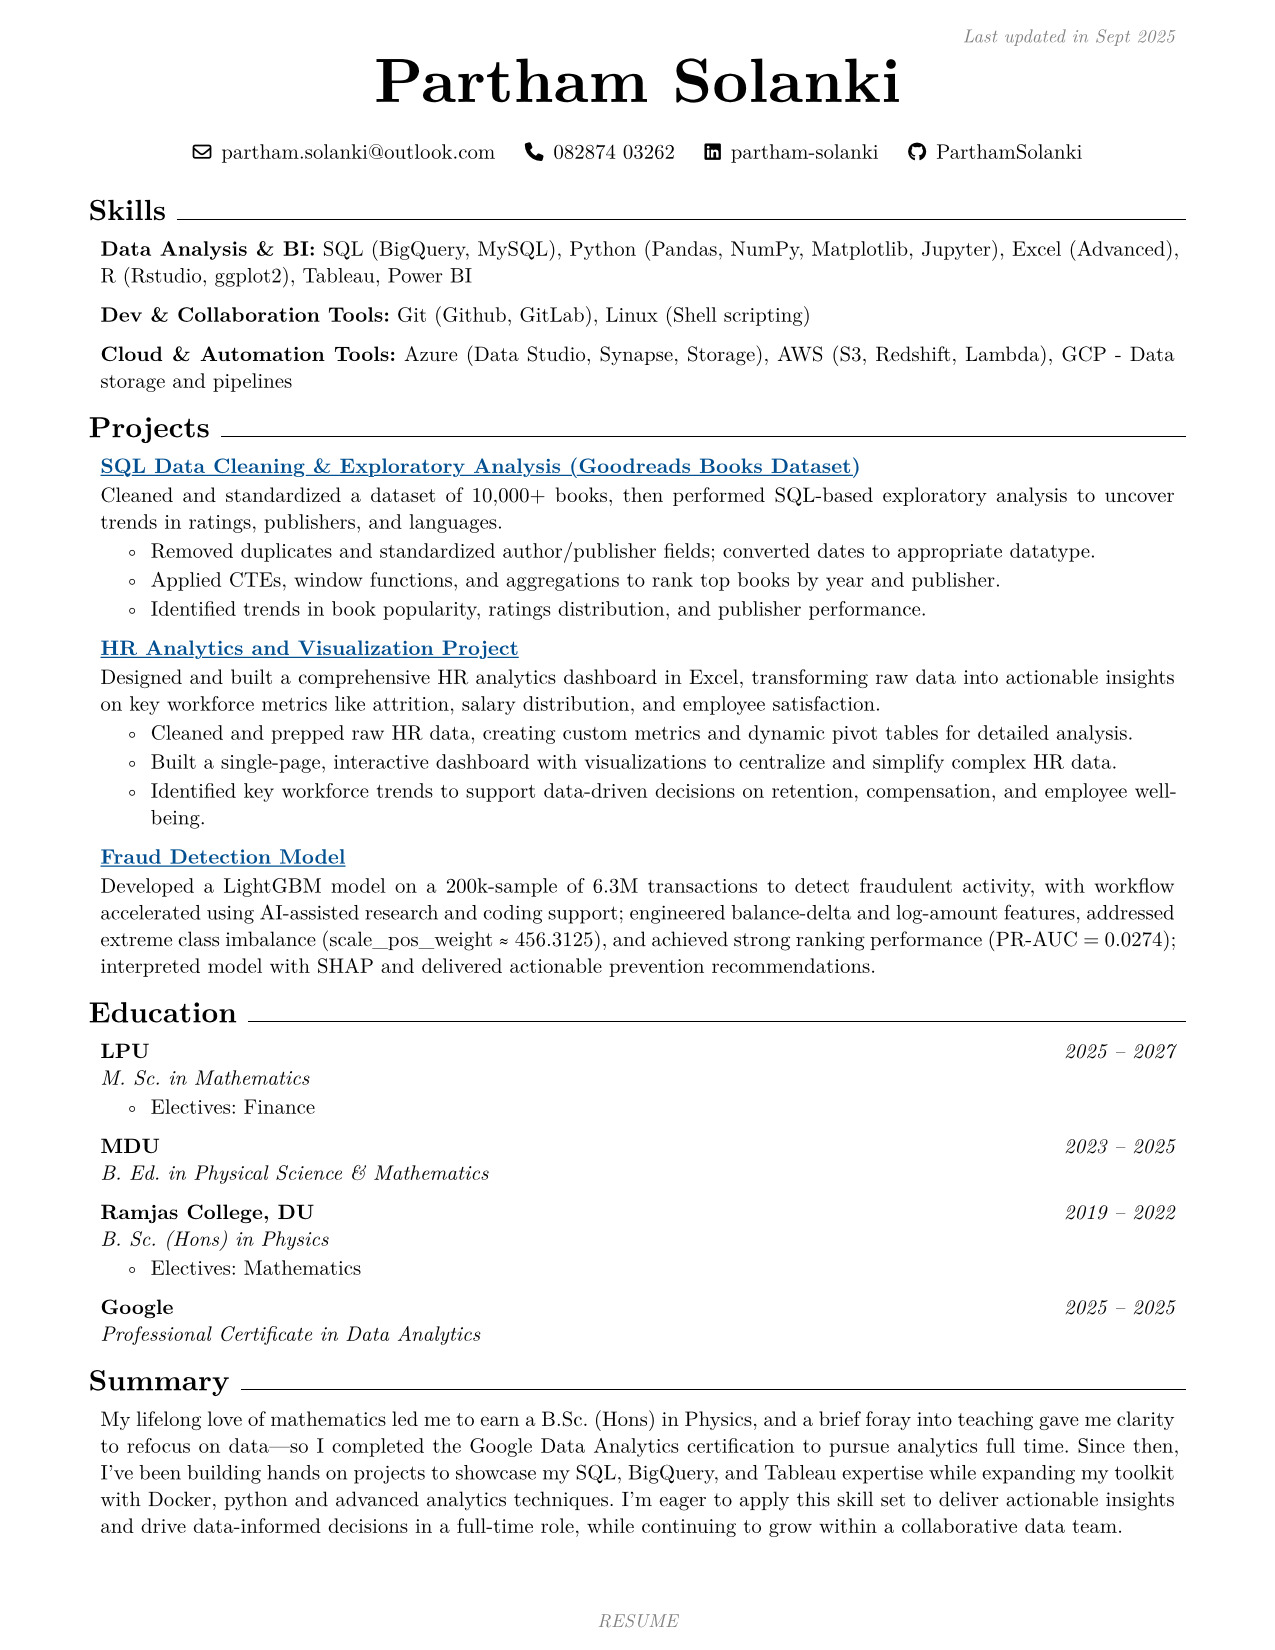 Last updated in Sept 2025
Partham Solanki
partham.solanki@outlook.com 082874 03262 partham-solanki ParthamSolanki
Skills
Data Analysis & BI: SQL (BigQuery, MySQL), Python (Pandas, NumPy, Matplotlib, Jupyter), Excel (Advanced),
R (Rstudio, ggplot2), Tableau, Power BI
Dev & Collaboration Tools: Git (Github, GitLab), Linux (Shell scripting)
Cloud & Automation Tools: Azure (Data Studio, Synapse, Storage), AWS (S3, Redshift, Lambda), GCP - Data
storage and pipelines
Projects
SQL Data Cleaning & Exploratory Analysis (Goodreads Books Dataset)
Cleaned and standardized a dataset of 10,000+ books, then performed SQL-based exploratory analysis to uncover
trends in ratings, publishers, and languages.
◦ Removed duplicates and standardized author/publisher fields; converted dates to appropriate datatype.
◦ Applied CTEs, window functions, and aggregations to rank top books by year and publisher.
◦ Identified trends in book popularity, ratings distribution, and publisher performance.
HR Analytics and Visualization Project
Designed and built a comprehensive HR analytics dashboard in Excel, transforming raw data into actionable insights
on key workforce metrics like attrition, salary distribution, and employee satisfaction.
◦ Cleaned and prepped raw HR data, creating custom metrics and dynamic pivot tables for detailed analysis.
◦ Built a single-page, interactive dashboard with visualizations to centralize and simplify complex HR data.
◦ Identified key workforce trends to support data-driven decisions on retention, compensation, and employee well-
being.
Fraud Detection Model
Developed a LightGBM model on a 200k-sample of 6.3M transactions to detect fraudulent activity, with workflow
accelerated using AI-assisted research and coding support; engineered balance-delta and log-amount features, addressed
extreme class imbalance (scale_pos_weight ≈ 456.3125), and achieved strong ranking performance (PR-AUC = 0.0274);
interpreted model with SHAP and delivered actionable prevention recommendations.
Education
LPU 2025 – 2027
M. Sc. in Mathematics
◦ Electives: Finance
MDU 2023 – 2025
B. Ed. in Physical Science & Mathematics
Ramjas College, DU 2019 – 2022
B. Sc. (Hons) in Physics
◦ Electives: Mathematics
Google 2025 – 2025
Professional Certificate in Data Analytics
Summary
My lifelong love of mathematics led me to earn a B.Sc. (Hons) in Physics, and a brief foray into teaching gave me clarity
to refocus on data—so I completed the Google Data Analytics certification to pursue analytics full time. Since then,
I've been building hands on projects to showcase my SQL, BigQuery, and Tableau expertise while expanding my toolkit
with Docker, python and advanced analytics techniques. I'm eager to apply this skill set to deliver actionable insights
and drive data-informed decisions in a full-time role, while continuing to grow within a collaborative data team.
RESUME